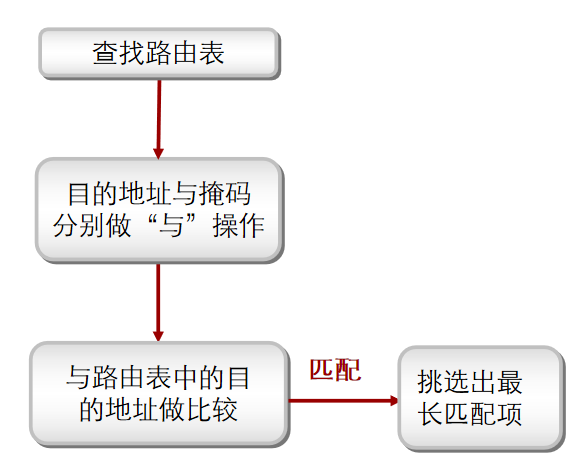 查找路由表
目的地址与掩码
分别做“与”操作
与路由表中的目
的地址做比较
匹配
挑选出最
长匹配项